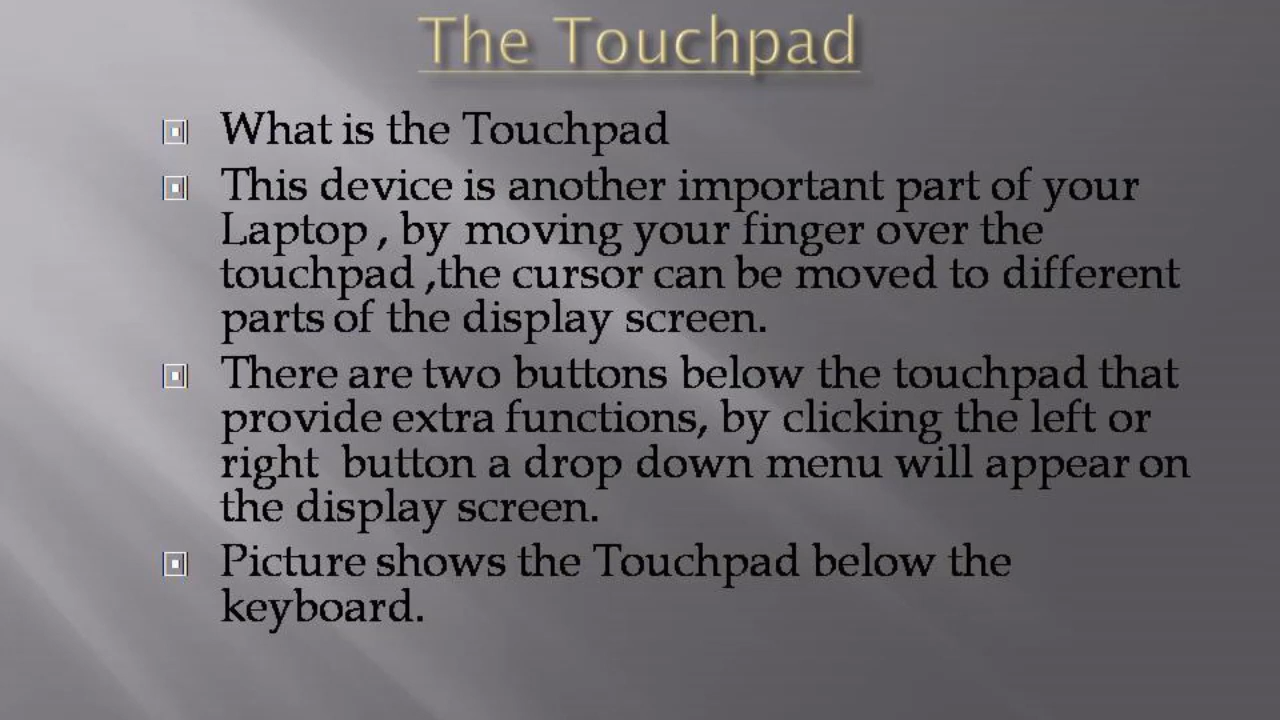 The Touchpad
What is the Touchpad
This device is another important part of your
Laptop , by moving your finger over the
touchpad ,the cursor can be moved to different
parts of the display screen.
There are two buttons below the touchpad that
provide extra functions, by clicking the left or
right  button a drop down menu will appear on
the display screen.
Picture shows the Touchpad below the
keyboard.